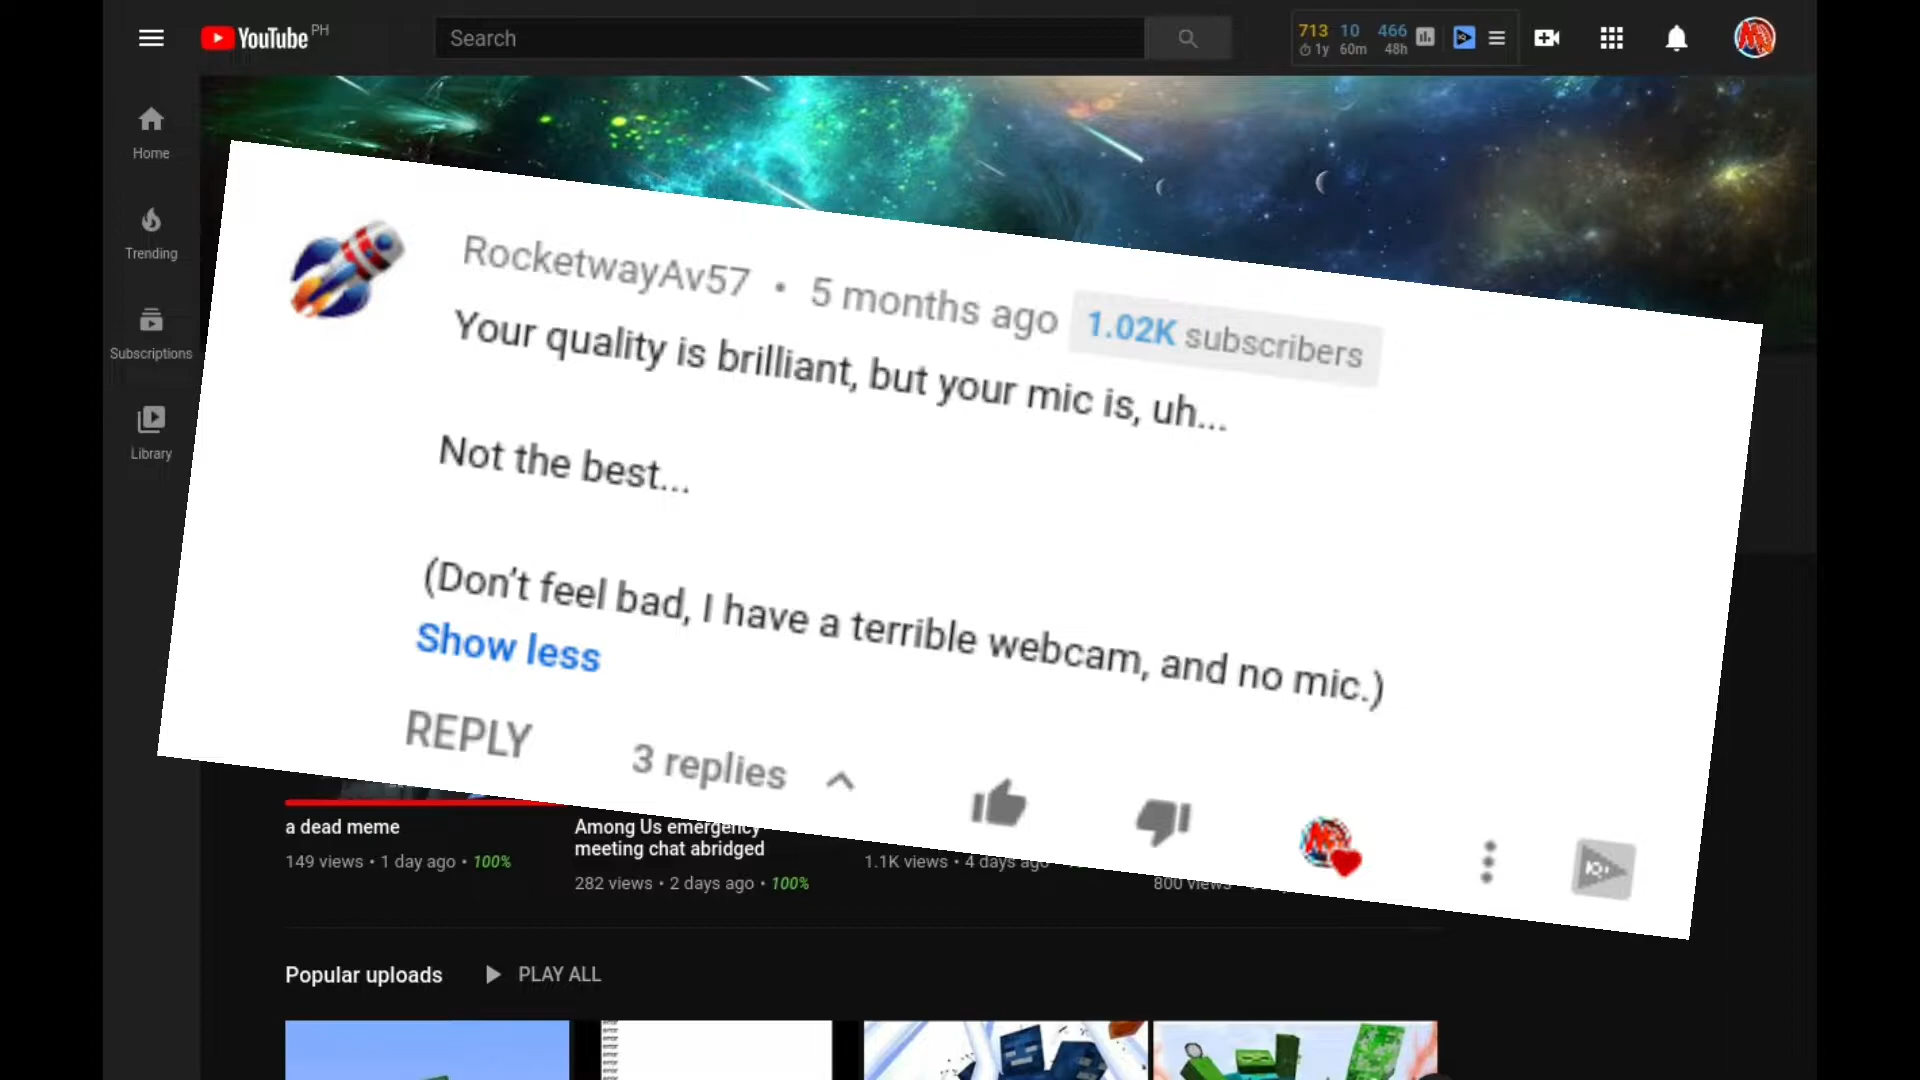 YouTube PH
Search
713 10 466
1y 60m 48h
Home
Trending
Subscriptions
Library
RocketwayAv57 • 5 months ago 1.02K subscribers
Your quality is brilliant, but your mic is, uh...
Not the best...
(Don't feel bad, I have a terrible webcam, and no mic.)
Show less
REPLY 3 replies
a dead meme
149 views • 1 day ago • 100%
Among Us emergency
meeting chat abridged
282 views • 2 days ago • 100%
1.1K views • 4 days ago
800 views
Popular uploads PLAY ALL